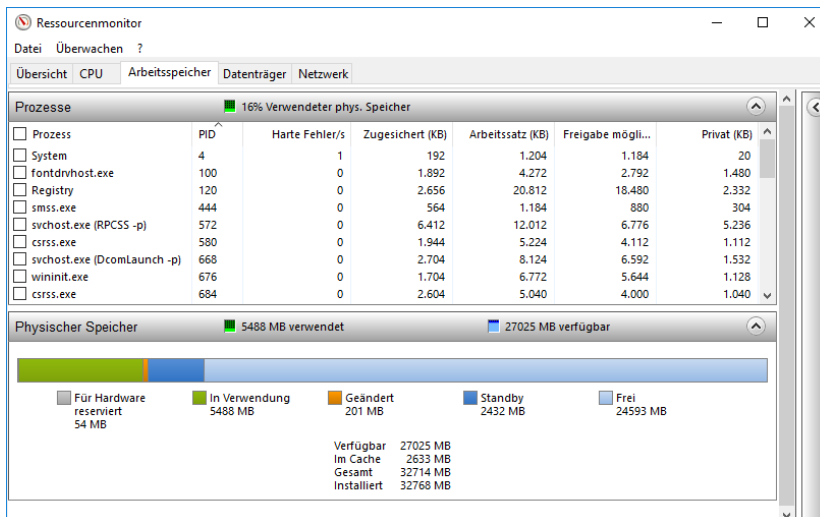 Ressourcenmonitor
Datei Überwachen ?
Übersicht CPU Arbeitsspeicher Datenträger Netzwerk
Prozesse 16% Verwendeter phys. Speicher
Prozess PID Harte Fehler/s Zugesichert (KB) Arbeitssatz (KB) Freigabe mögli... Privat (KB)
System 4 1 192 1.204 1.184 20
fontdrvhost.exe 100 0 1.892 4.272 2.792 1.480
Registry 120 0 2.656 20.812 18.480 2.332
smss.exe 444 0 564 1.184 880 304
svchost.exe (RPCSS -p) 572 0 6.412 12.012 6.776 5.236
csrss.exe 580 0 1.944 5.224 4.112 1.112
svchost.exe (DcomLaunch -p) 668 0 2.704 8.124 6.592 1.532
wininit.exe 676 0 1.704 6.772 5.644 1.128
csrss.exe 684 0 2.604 5.040 4.000 1.040
Physischer Speicher 5488 MB verwendet 27025 MB verfügbar
Für Hardware reserviert 54 MB
In Verwendung 5488 MB
Geändert 201 MB
Standby 2432 MB
Frei 24593 MB
Verfügbar 27025 MB
Im Cache 2633 MB
Gesamt 32714 MB
Installiert 32768 MB